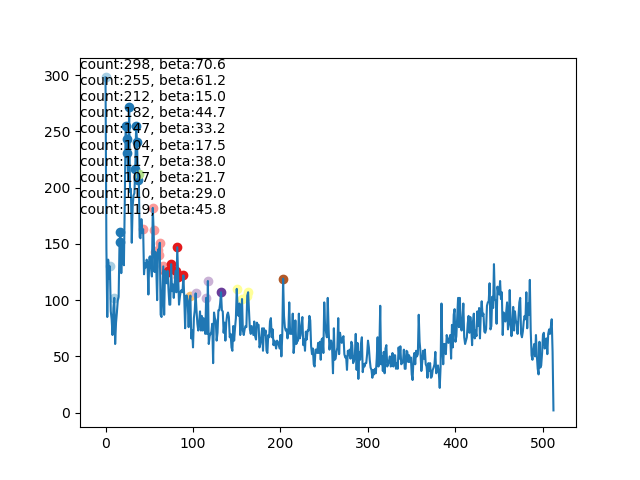 count:298, beta:70.6
count:255, beta:61.2
count:212, beta:15.0
count:182, beta:44.7
count:147, beta:33.2
count:104, beta:17.5
count:117, beta:38.0
count:107, beta:21.7
count:110, beta:29.0
count:119, beta:45.8
300
250
200
150
100
50
0
0 100 200 300 400 500